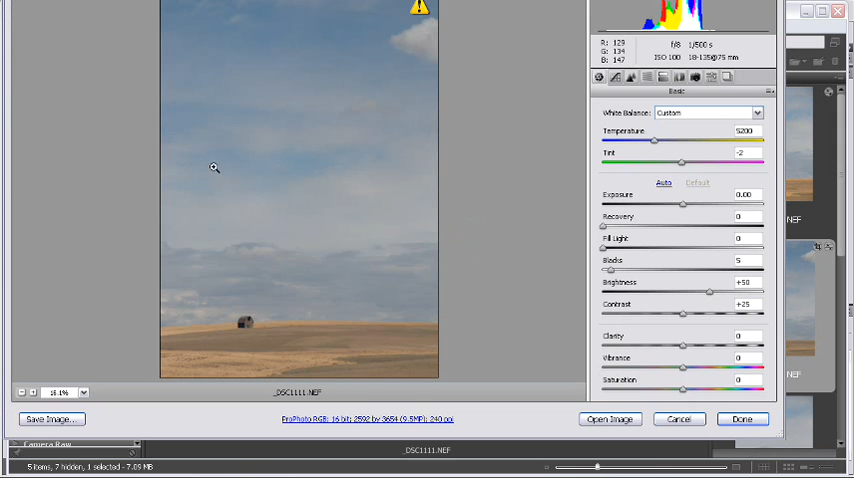 R: 129
G: 134
B: 147
f/8 1/500 s
ISO 100 18-135@75 mm
Basic
White Balance: Custom
Temperature 5200
Tint -2
Auto Default
Exposure 0.00
Recovery 0
Fill Light 0
Blacks 5
Brightness +50
Contrast +25
Clarity 0
Vibrance 0
Saturation 0
.NEF
.NEF
16.1% _DSC1111.NEF
Save Image... ProPhoto RGB; 16 bit; 2592 by 3654 (9.5MP); 240 ppi Open Image Cancel Done
Camera Raw
_DSC1111.NEF
5 items, 7 hidden, 1 selected - 7.09 MB